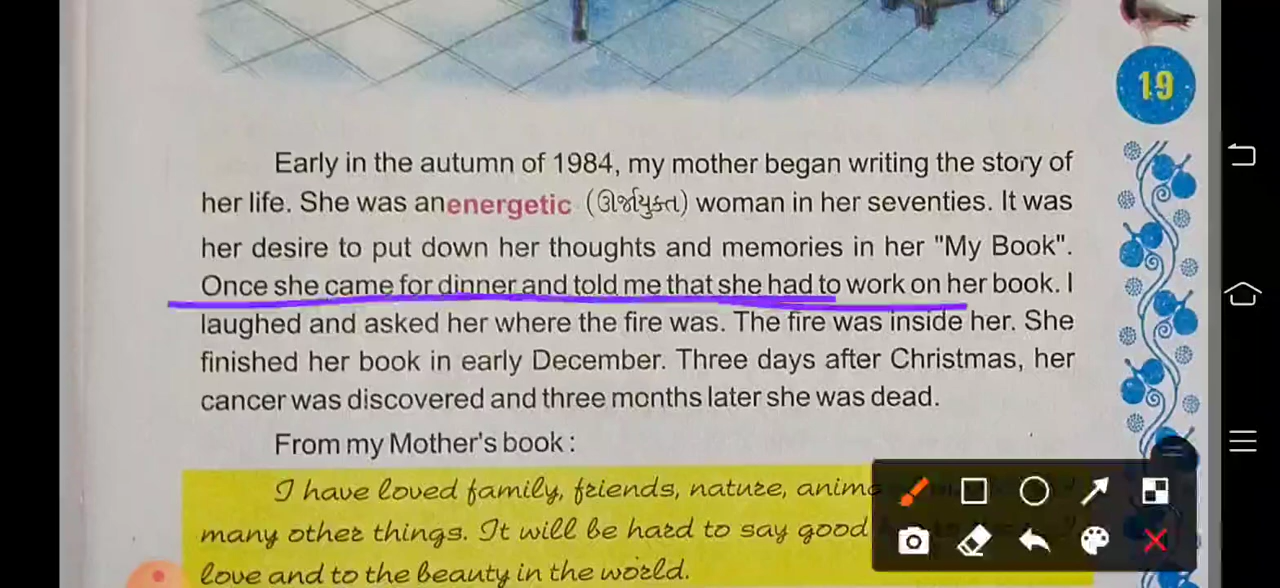 19
Early in the autumn of 1984, my mother began writing the story of
her life. She was an energetic (ઊર્જાયુક્ત) woman in her seventies. It was
her desire to put down her thoughts and memories in her "My Book".
Once she came for dinner and told me that she had to work on her book. I
laughed and asked her where the fire was. The fire was inside her. She
finished her book in early December. Three days after Christmas, her
cancer was discovered and three months later she was dead.
From my Mother's book :
I have loved family, friends, nature,
many other things. It will be hard to say good
love and to the beauty in the world.